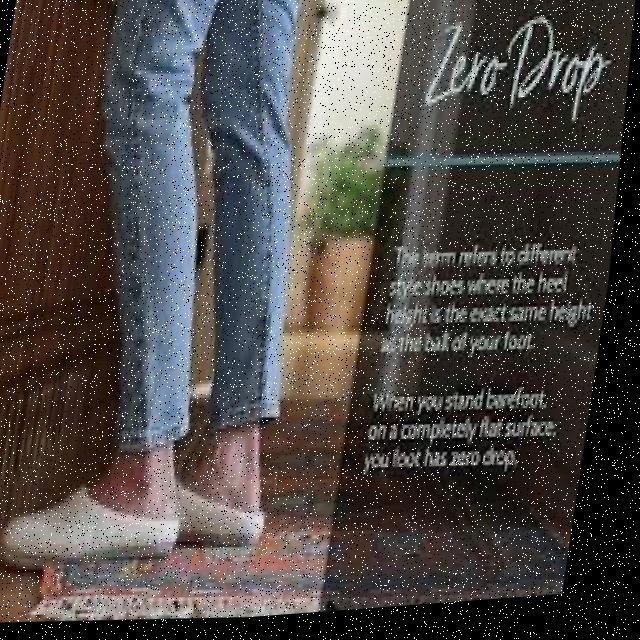 Zero Drop
The term refers to different
style shoes where the heel
height is the exact same height
as the ball of your foot.
When you stand barefoot
on a completely flat surface
you foot has zero drop.